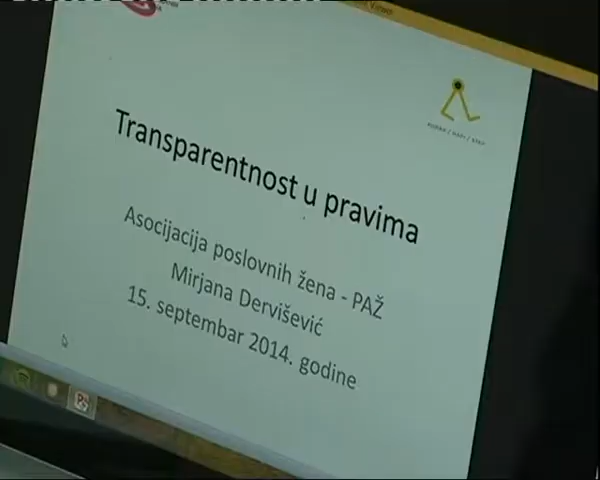 Transparentnost u pravima
Asocijacija poslovnih žena - PAŽ
Mirjana Dervišević
15. septembar 2014. godine